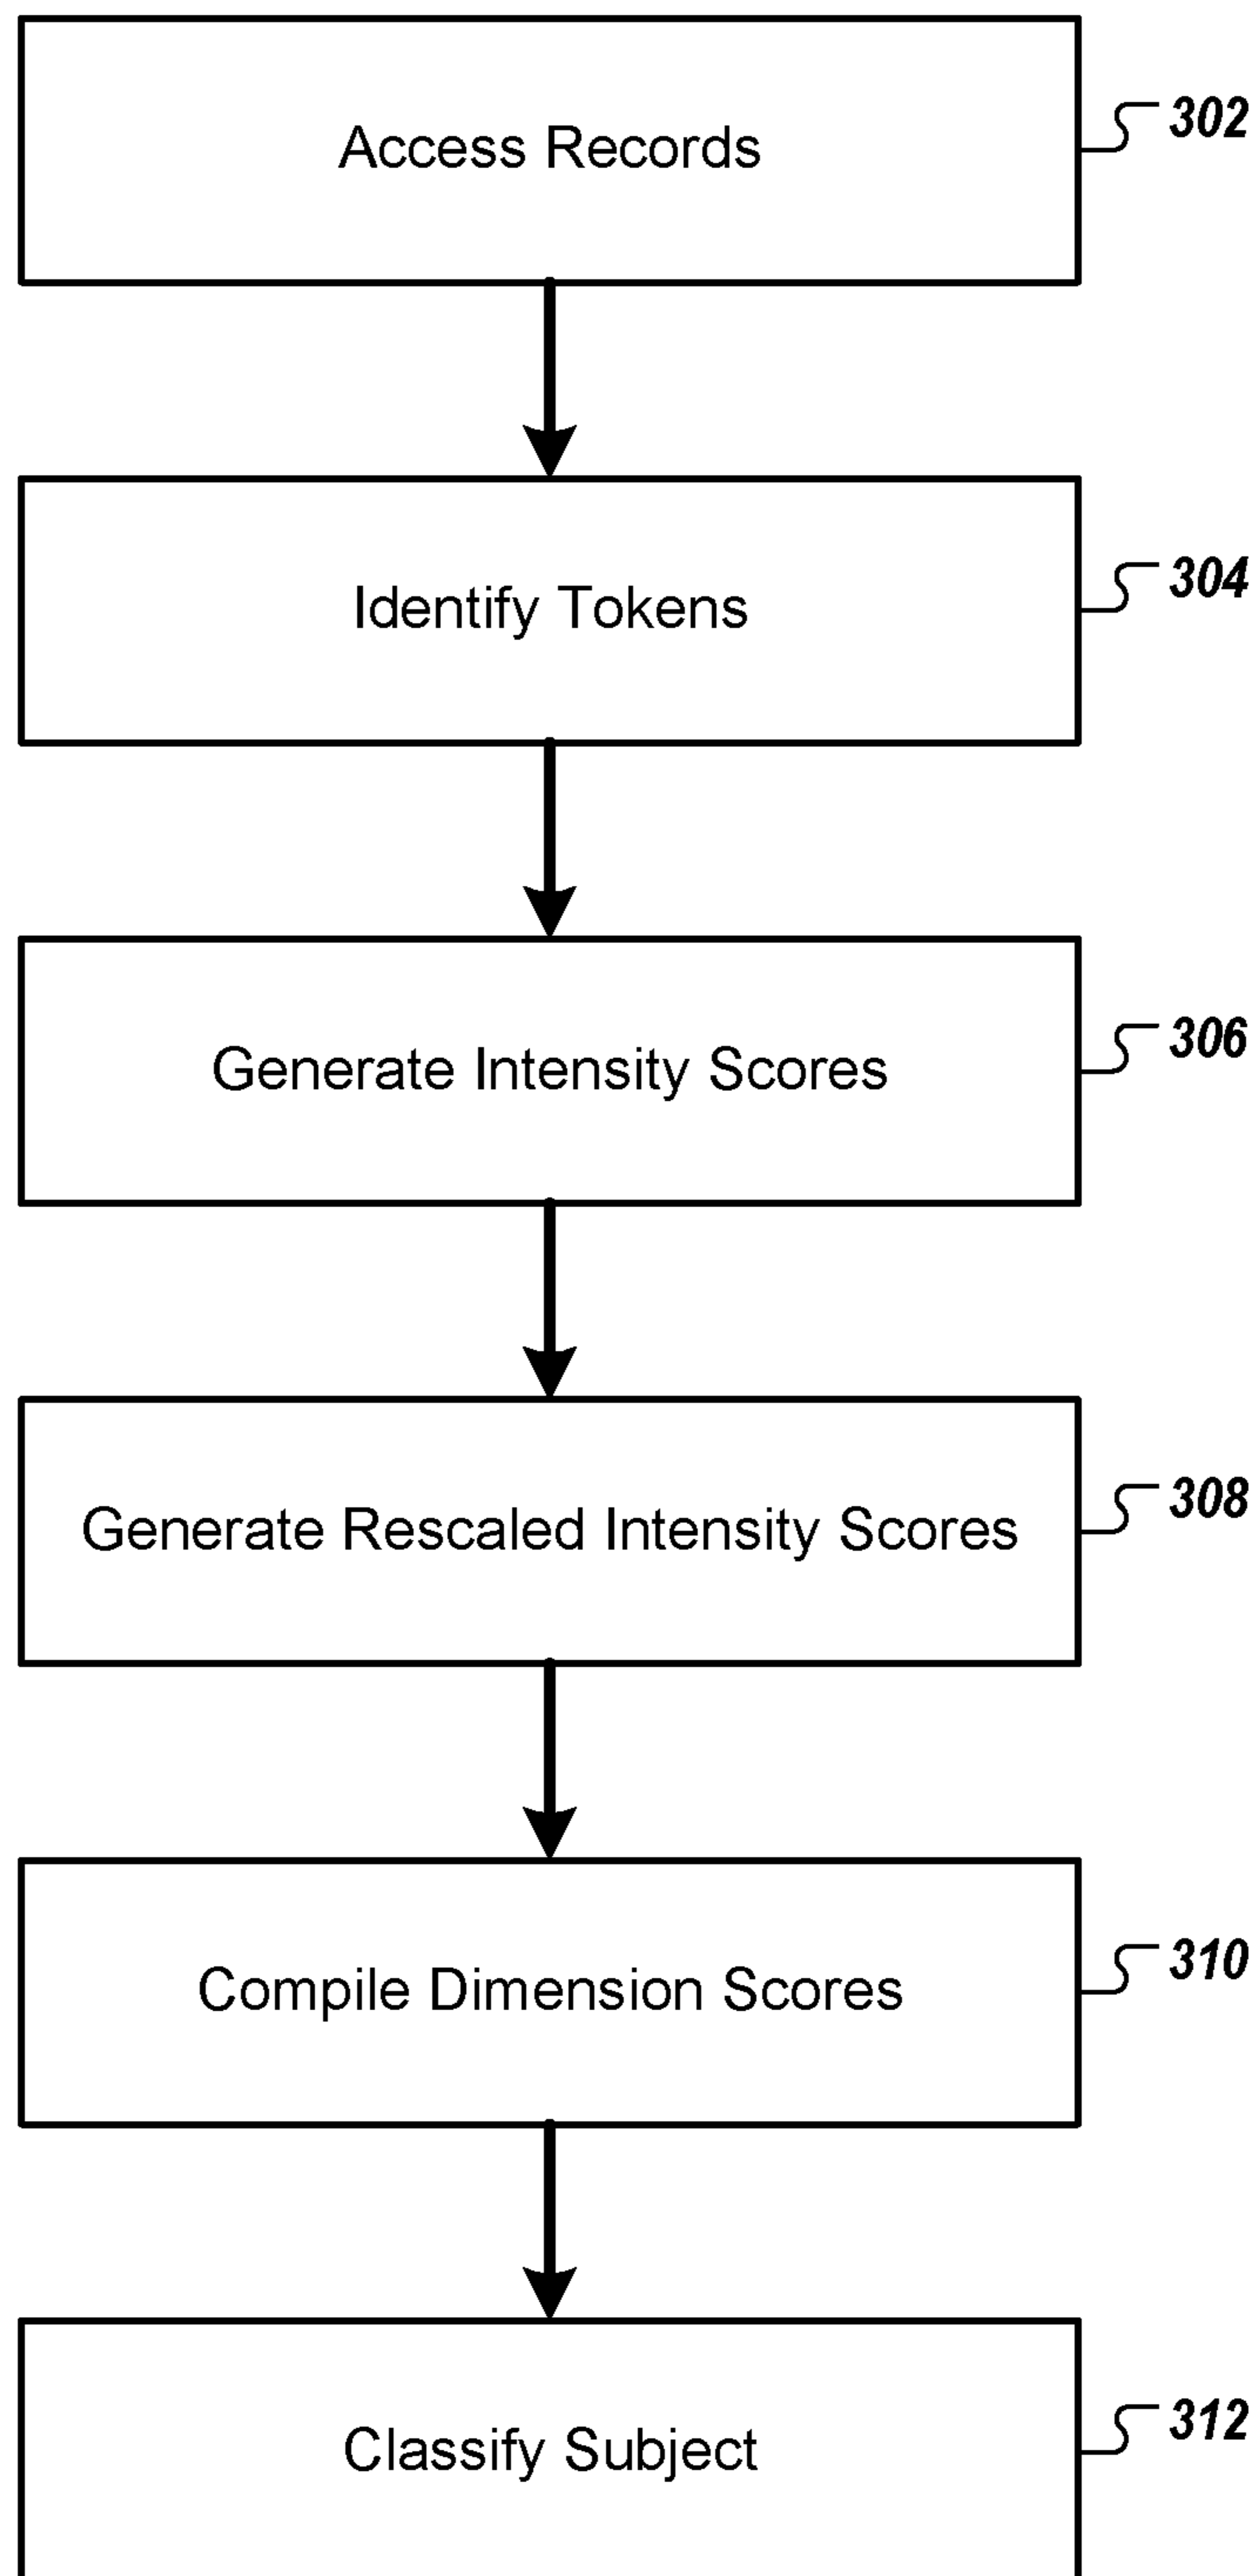 Access Records
302
Identify Tokens
304
Generate Intensity Scores
306
Generate Rescaled Intensity Scores
308
Compile Dimension Scores
310
Classify Subject
312